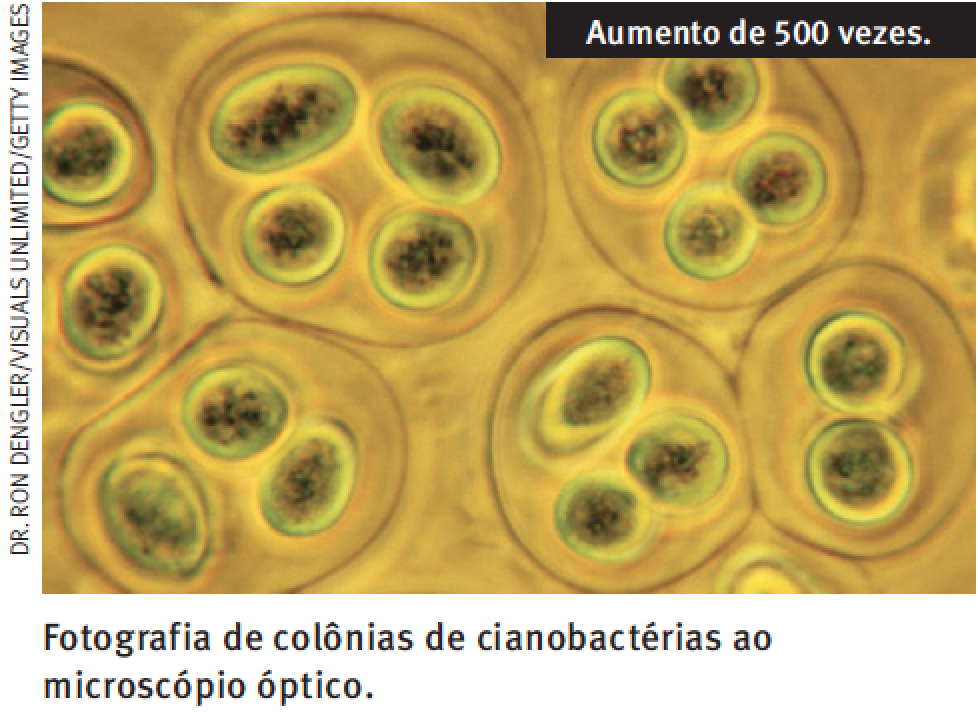 DR. RON DENGLER/VISUALS UNLIMITED/GETTY IMAGES
Aumento de 500 vezes.
Fotografia de colônias de cianobactérias ao
microscópio óptico.